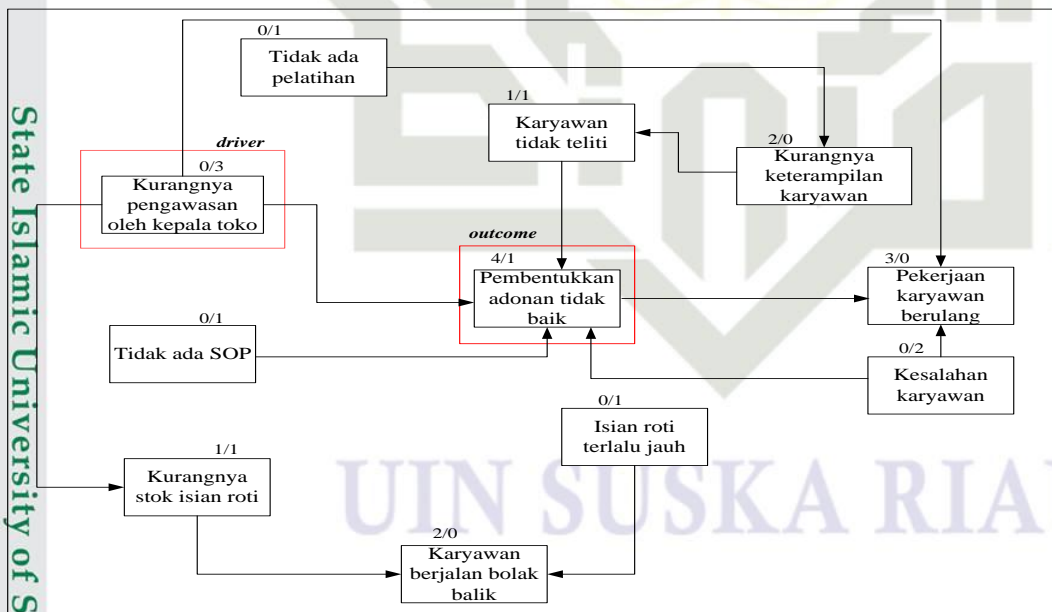 0/1
Tidak ada
pelatihan
1/1
Karyawan
tidak teliti
2/0
Kurangnya
keterampilan
karyawan
driver
0/3
Kurangnya
pengawasan
oleh kepala toko
outcome
4/1
Pembentukkan
adonan tidak
baik
3/0
Pekerjaan
karyawan
berulang
0/1
Tidak ada SOP
0/2
Kesalahan
karyawan
0/1
Isian roti
terlalu jauh
1/1
Kurangnya
stok isian roti
2/0
Karyawan
berjalan bolak
balik
State Islamic University of S
UIN SUSKA RIA